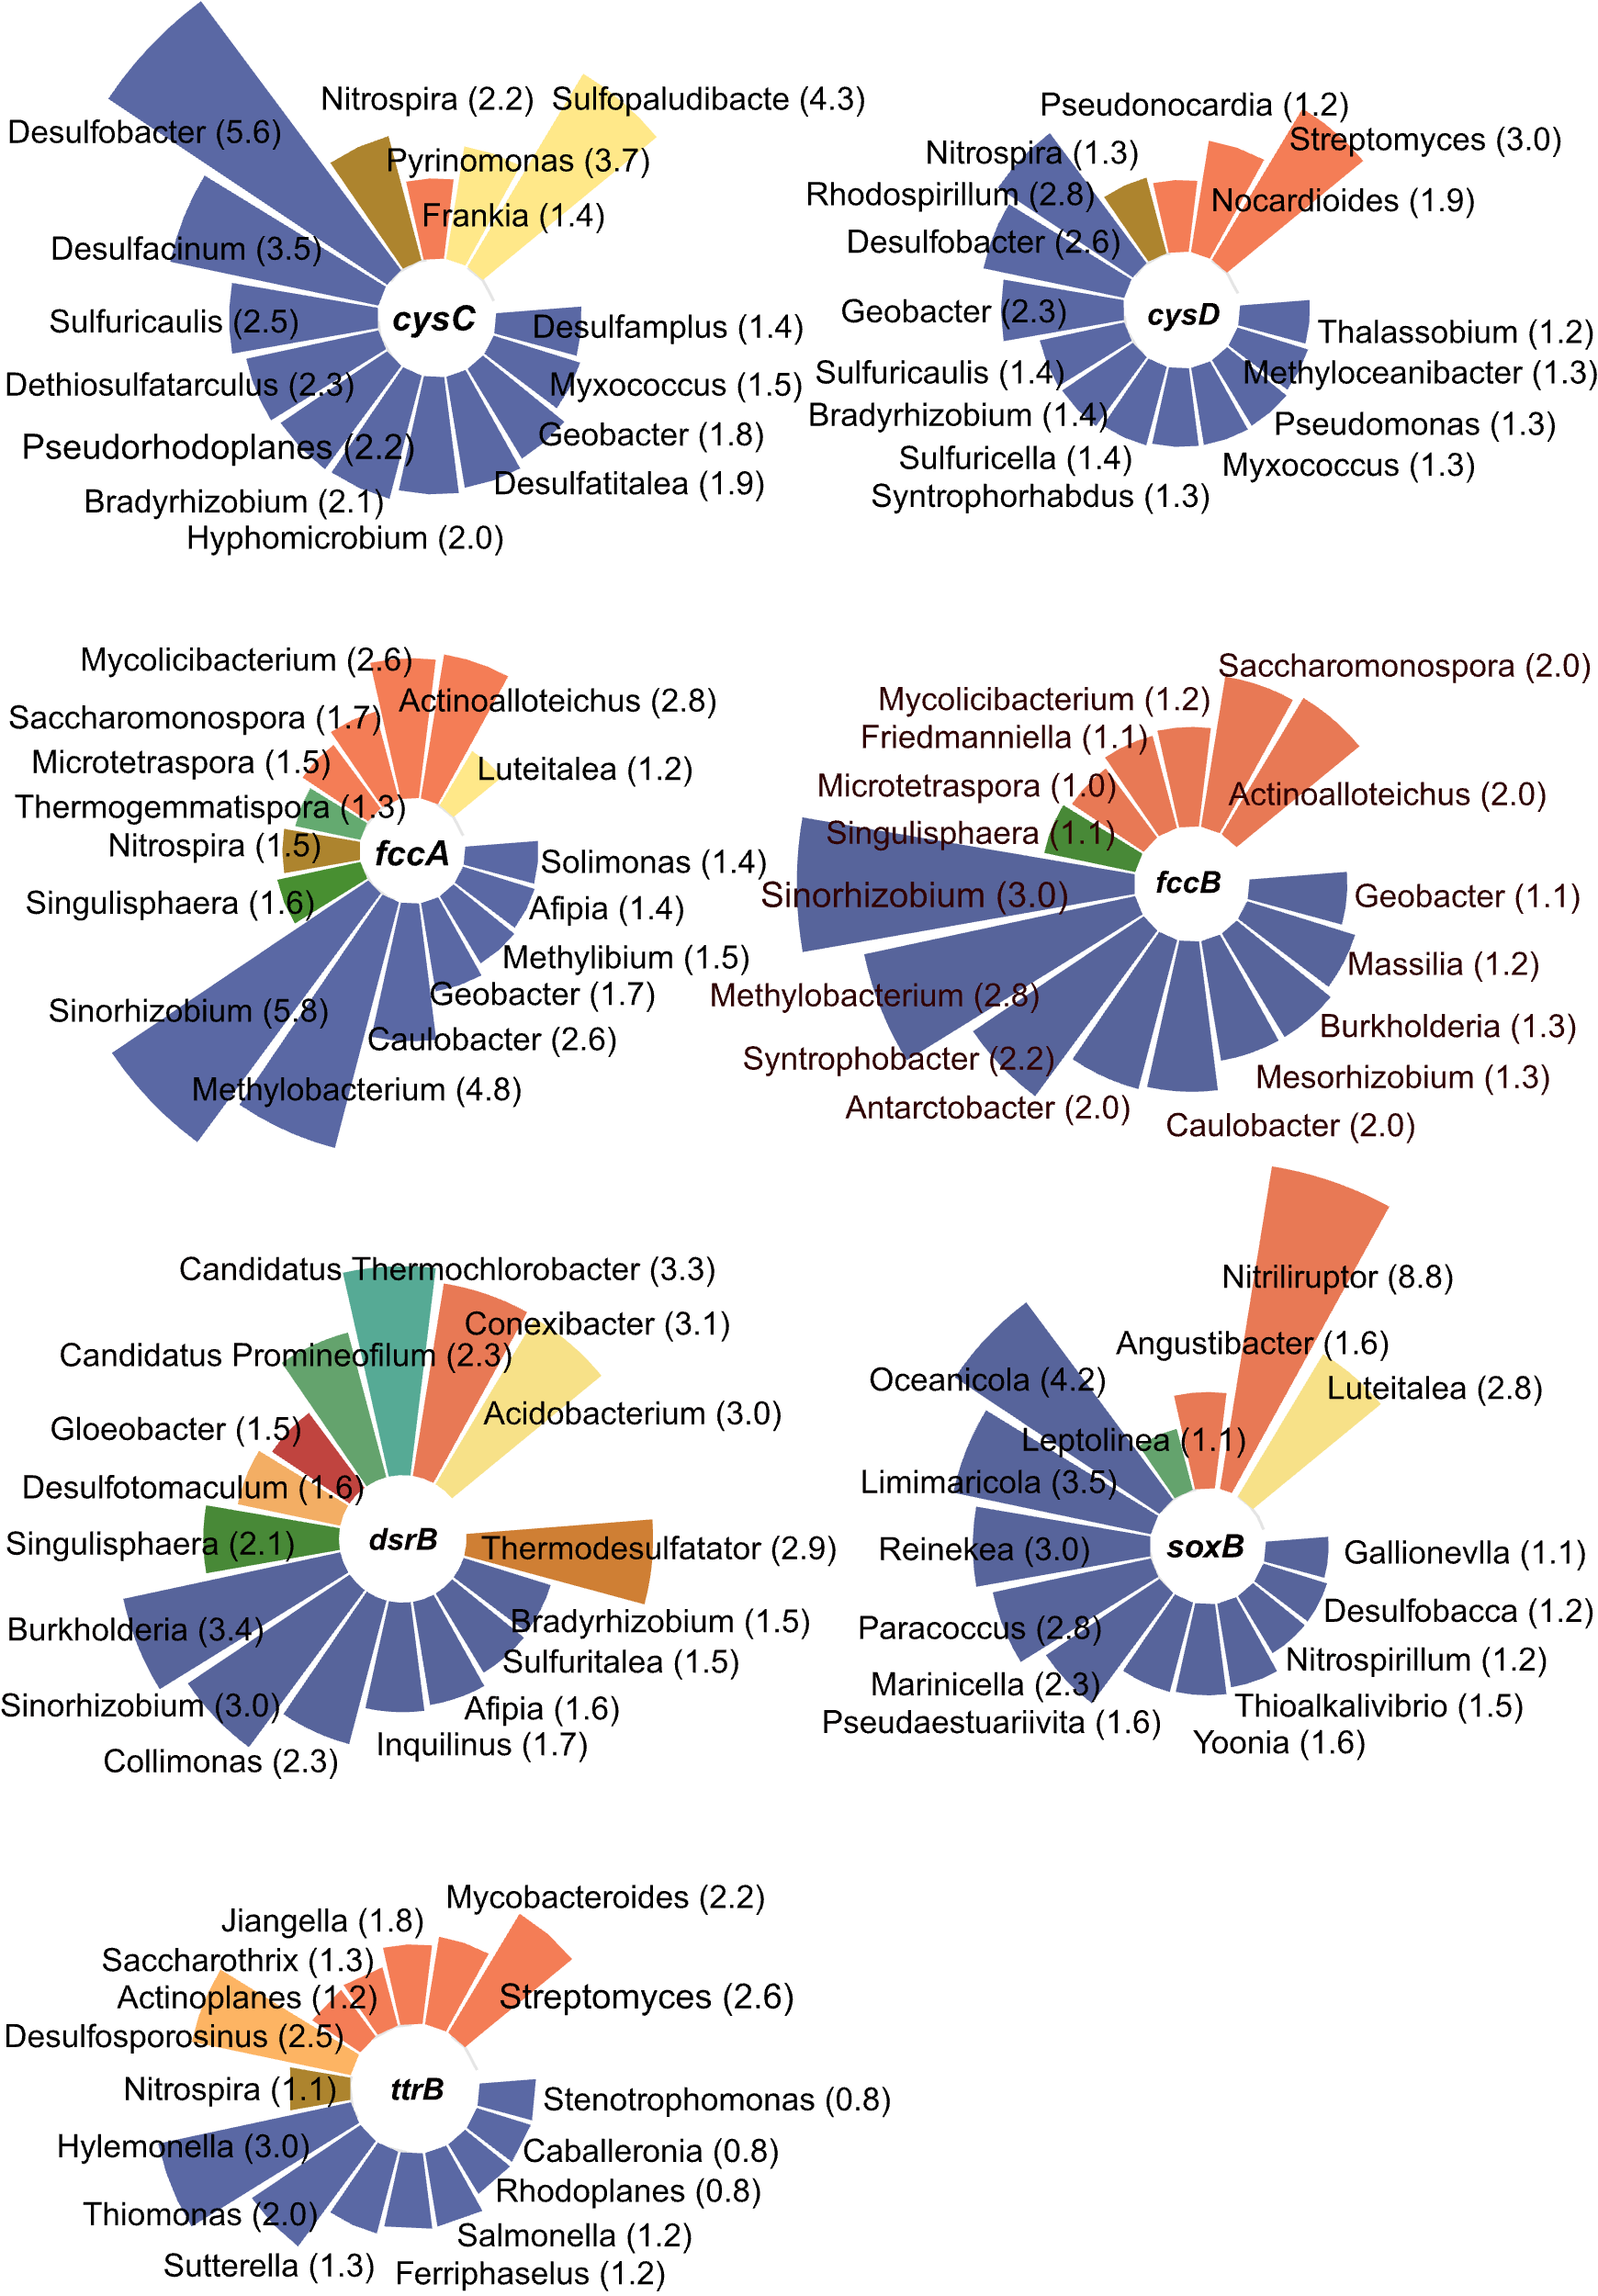 Nitrospira (2.2)
Sulfopaludibacte (4.3)
Desulfobacter (5.6)
Pyrinomonas (3.7)
Frankia (1.4)
Desulfacinum (3.5)
Sulfuricaulis (2.5)
cysC
Desulfamplus (1.4)
Dethiosulfatarculus (2.3)
Myxococcus (1.5)
Pseudorhodoplanes (2.2)
Geobacter (1.8)
Bradyrhizobium (2.1)
Desulfatitalea (1.9)
Hyphomicrobium (2.0)
Pseudonocardia (1.2)
Streptomyces (3.0)
Nitrospira (1.3)
Rhodospirillum (2.8)
Nocardioides (1.9)
Desulfobacter (2.6)
Geobacter (2.3)
cysD
Thalassobium (1.2)
Sulfuricaulis (1.4)
Methyloceanibacter (1.3)
Bradyrhizobium (1.4)
Pseudomonas (1.3)
Sulfuricella (1.4)
Myxococcus (1.3)
Syntrophorhabdus (1.3)
Mycolicibacterium (2.6)
Actinoalloteichus (2.8)
Saccharomonospora (1.7)
Microtetraspora (1.5)
Luteitalea (1.2)
Thermogemmatispora (1.3)
Nitrospira (1.5)
fccA
Solimonas (1.4)
Singulisphaera (1.6)
Afipia (1.4)
Methylibium (1.5)
Geobacter (1.7)
Sinorhizobium (5.8)
Caulobacter (2.6)
Methylobacterium (4.8)
Saccharomonospora (2.0)
Mycolicibacterium (1.2)
Friedmanniella (1.1)
Microtetraspora (1.0)
Actinoalloteichus (2.0)
Singulisphaera (1.1)
Sinorhizobium (3.0)
fccB
Geobacter (1.1)
Massilia (1.2)
Methylobacterium (2.8)
Burkholderia (1.3)
Syntrophobacter (2.2)
Mesorhizobium (1.3)
Antarctobacter (2.0)
Caulobacter (2.0)
Candidatus Thermochlorobacter (3.3)
Conexibacter (3.1)
Candidatus Promineofilum (2.3)
Acidobacterium (3.0)
Gloeobacter (1.5)
Desulfotomaculum (1.6)
Singulisphaera (2.1)
dsrB
Thermodesulfatator (2.9)
Burkholderia (3.4)
Bradyrhizobium (1.5)
Sulfuritalea (1.5)
Sinorhizobium (3.0)
Afipia (1.6)
Collimonas (2.3)
Inquilinus (1.7)
Nitriliruptor (8.8)
Angustibacter (1.6)
Oceanicola (4.2)
Luteitalea (2.8)
Leptolinea (1.1)
Limimaricola (3.5)
Reinekea (3.0)
soxB
Gallionevlla (1.1)
Paracoccus (2.8)
Desulfobacca (1.2)
Marinicella (2.3)
Nitrospirillum (1.2)
Pseudaestuariivita (1.6)
Thioalkalivibrio (1.5)
Yoonia (1.6)
Mycobacteroides (2.2)
Jiangella (1.8)
Saccharothrix (1.3)
Actinoplanes (1.2)
Streptomyces (2.6)
Desulfosporosinus (2.5)
Nitrospira (1.1)
ttrB
Stenotrophomonas (0.8)
Hylemonella (3.0)
Caballeronia (0.8)
Rhodoplanes (0.8)
Thiomonas (2.0)
Salmonella (1.2)
Sutterella (1.3)
Ferriphaselus (1.2)